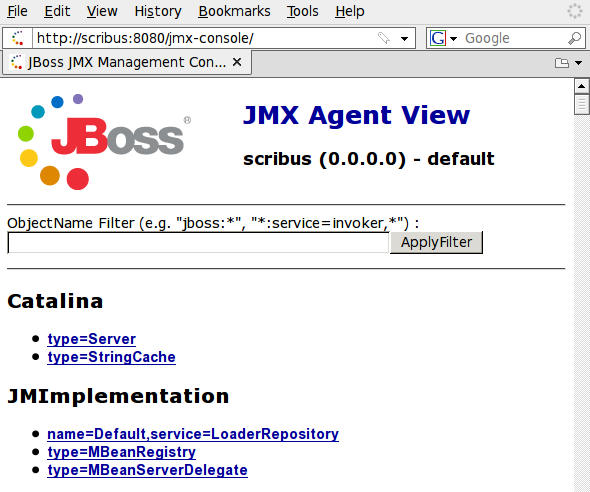 File Edit View History Bookmarks Tools Help
http://scribus:8080/jmx-console/ G Google
JBoss JMX Management Con...
JBoss® JMX Agent View
scribus (0.0.0.0) - default
ObjectName Filter (e.g. "jboss:*", "*:service=invoker,*") :
ApplyFilter
Catalina
type=Server
type=StringCache
JMImplementation
name=Default,service=LoaderRepository
type=MBeanRegistry
type=MBeanServerDelegate